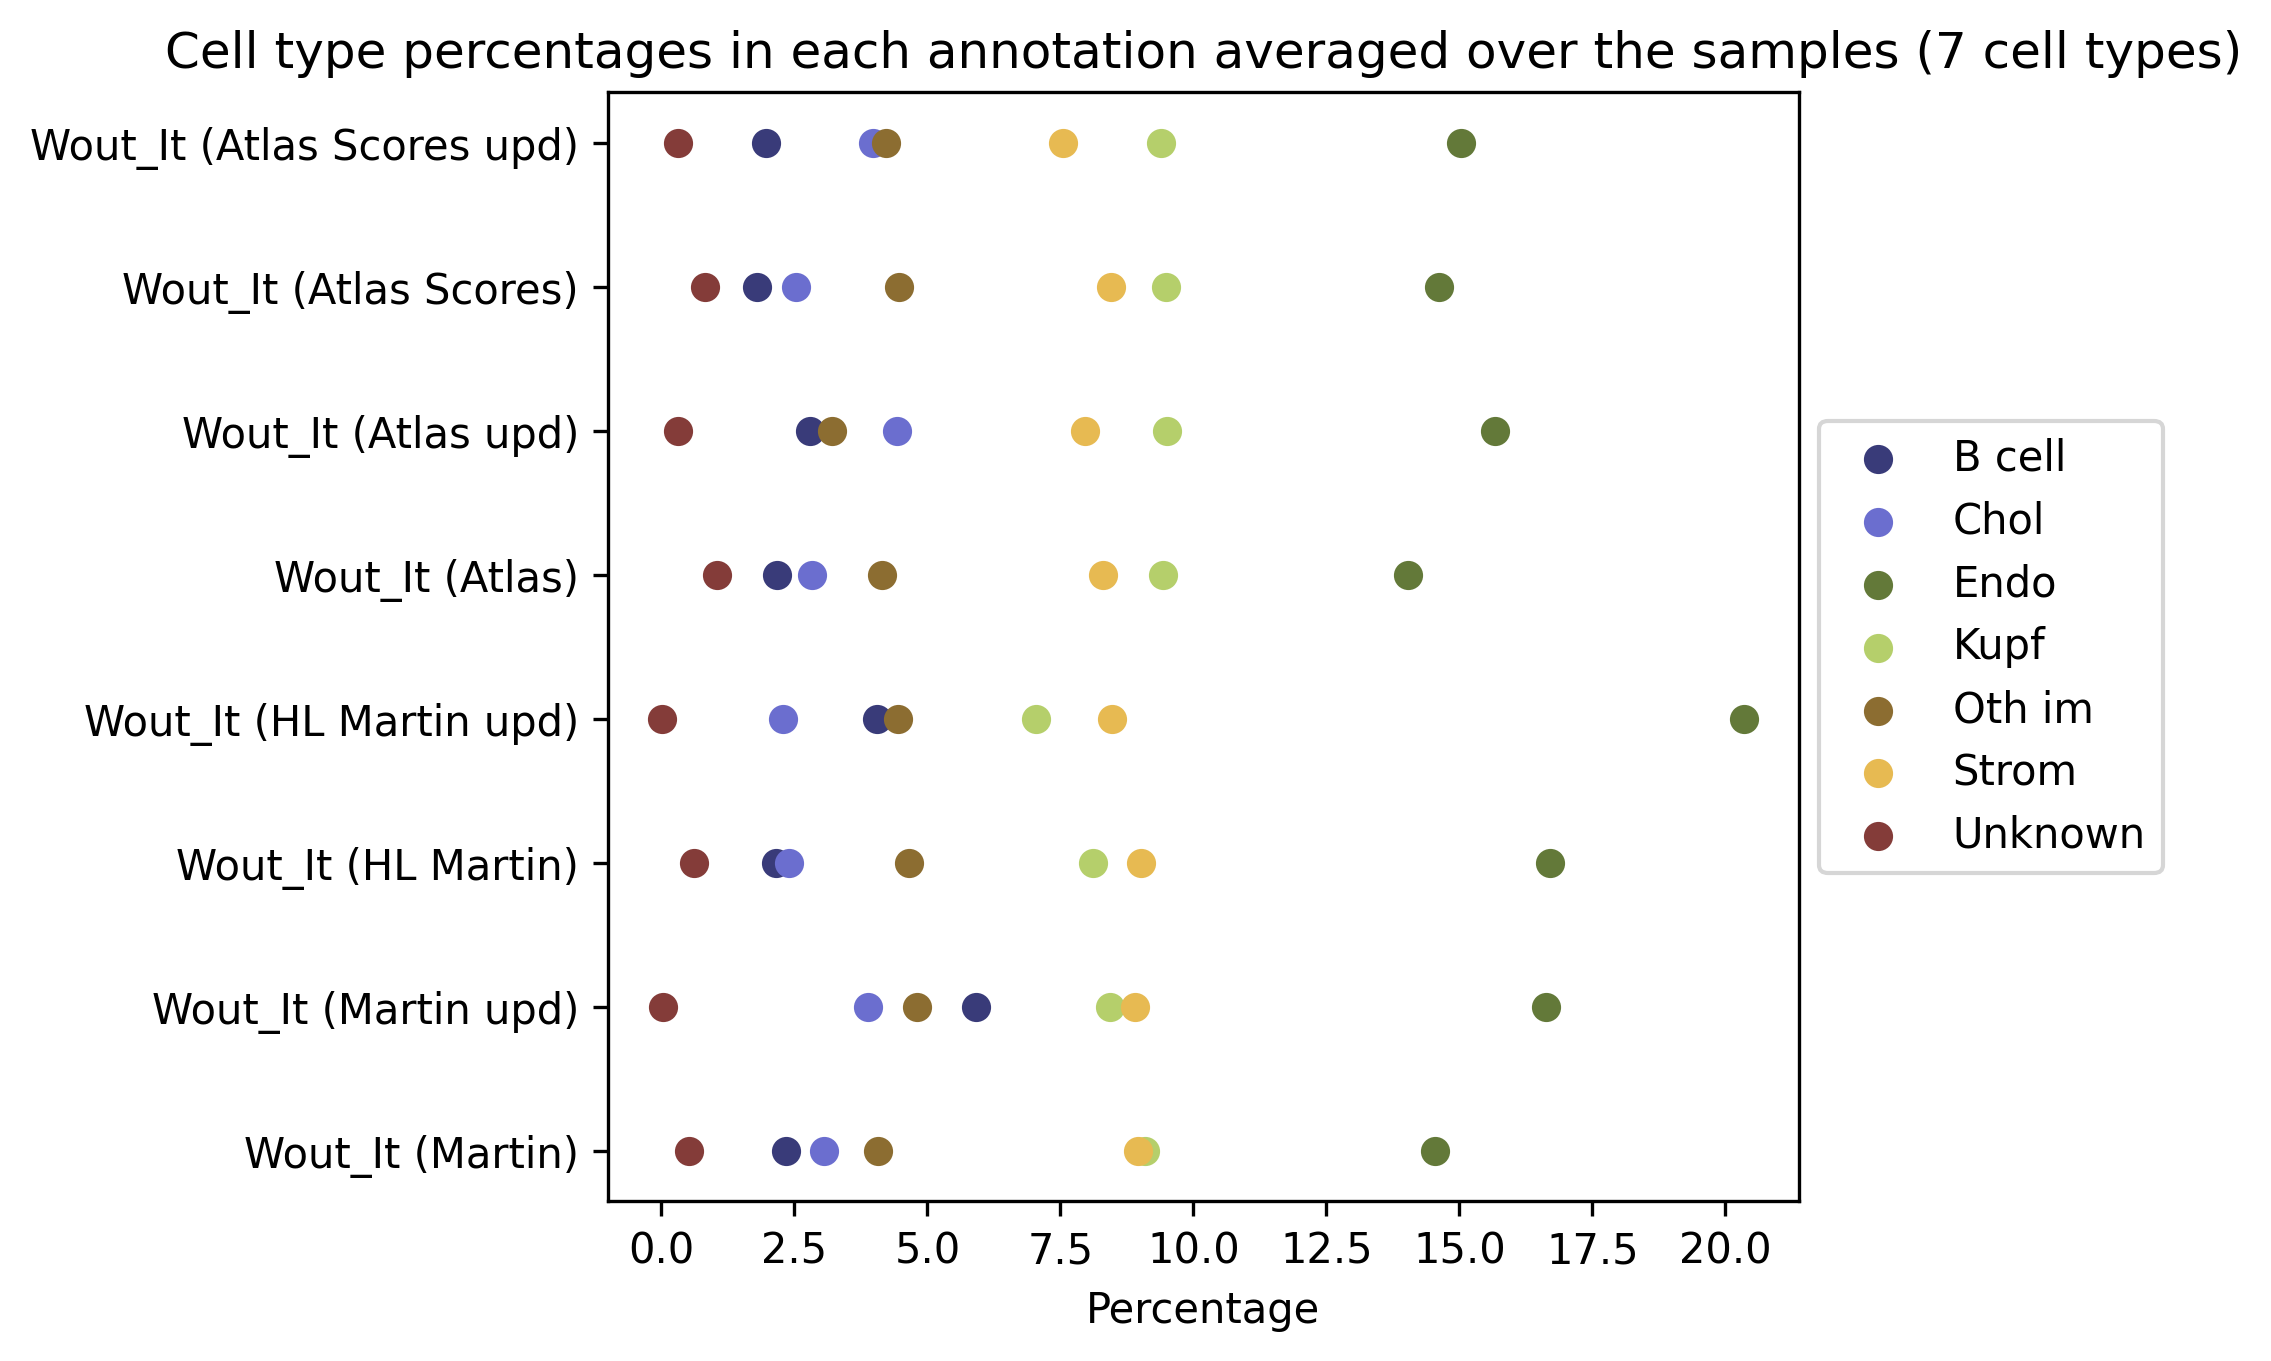 Cell type percentages in each annotation averaged over the samples (7 cell types)
Wout_It (Atlas Scores upd)
Wout_It (Atlas Scores)
Wout_It (Atlas upd)
Wout_It (Atlas)
Wout_It (HL Martin upd)
Wout_It (HL Martin)
Wout_It (Martin upd)
Wout_It (Martin)
0.0 2.5 5.0 7.5 10.0 12.5 15.0 17.5 20.0
Percentage
B cell
Chol
Endo
Kupf
Oth im
Strom
Unknown